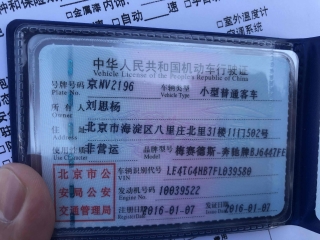 金属漆
自动
速
室外温度计
中华人民共和国机动车行驶证
Vehicle License of the People's Republic of China
号牌号码 京NV2196 车辆类型 小型普通客车
Plate No. Vehicle Type
所有人 刘思杨
住址 北京市海淀区八里庄北里31楼11门502号
使用性质 非营运 品牌型号 梅赛德斯-奔驰牌BJ6447FE
Use Character
北京市公
安局公安
交通管理局
车辆识别代号 LE4TG4HB7FL039580
VIN
发动机号码 10039522
注册日期 2016-01-07 发证日期 2016-01-07